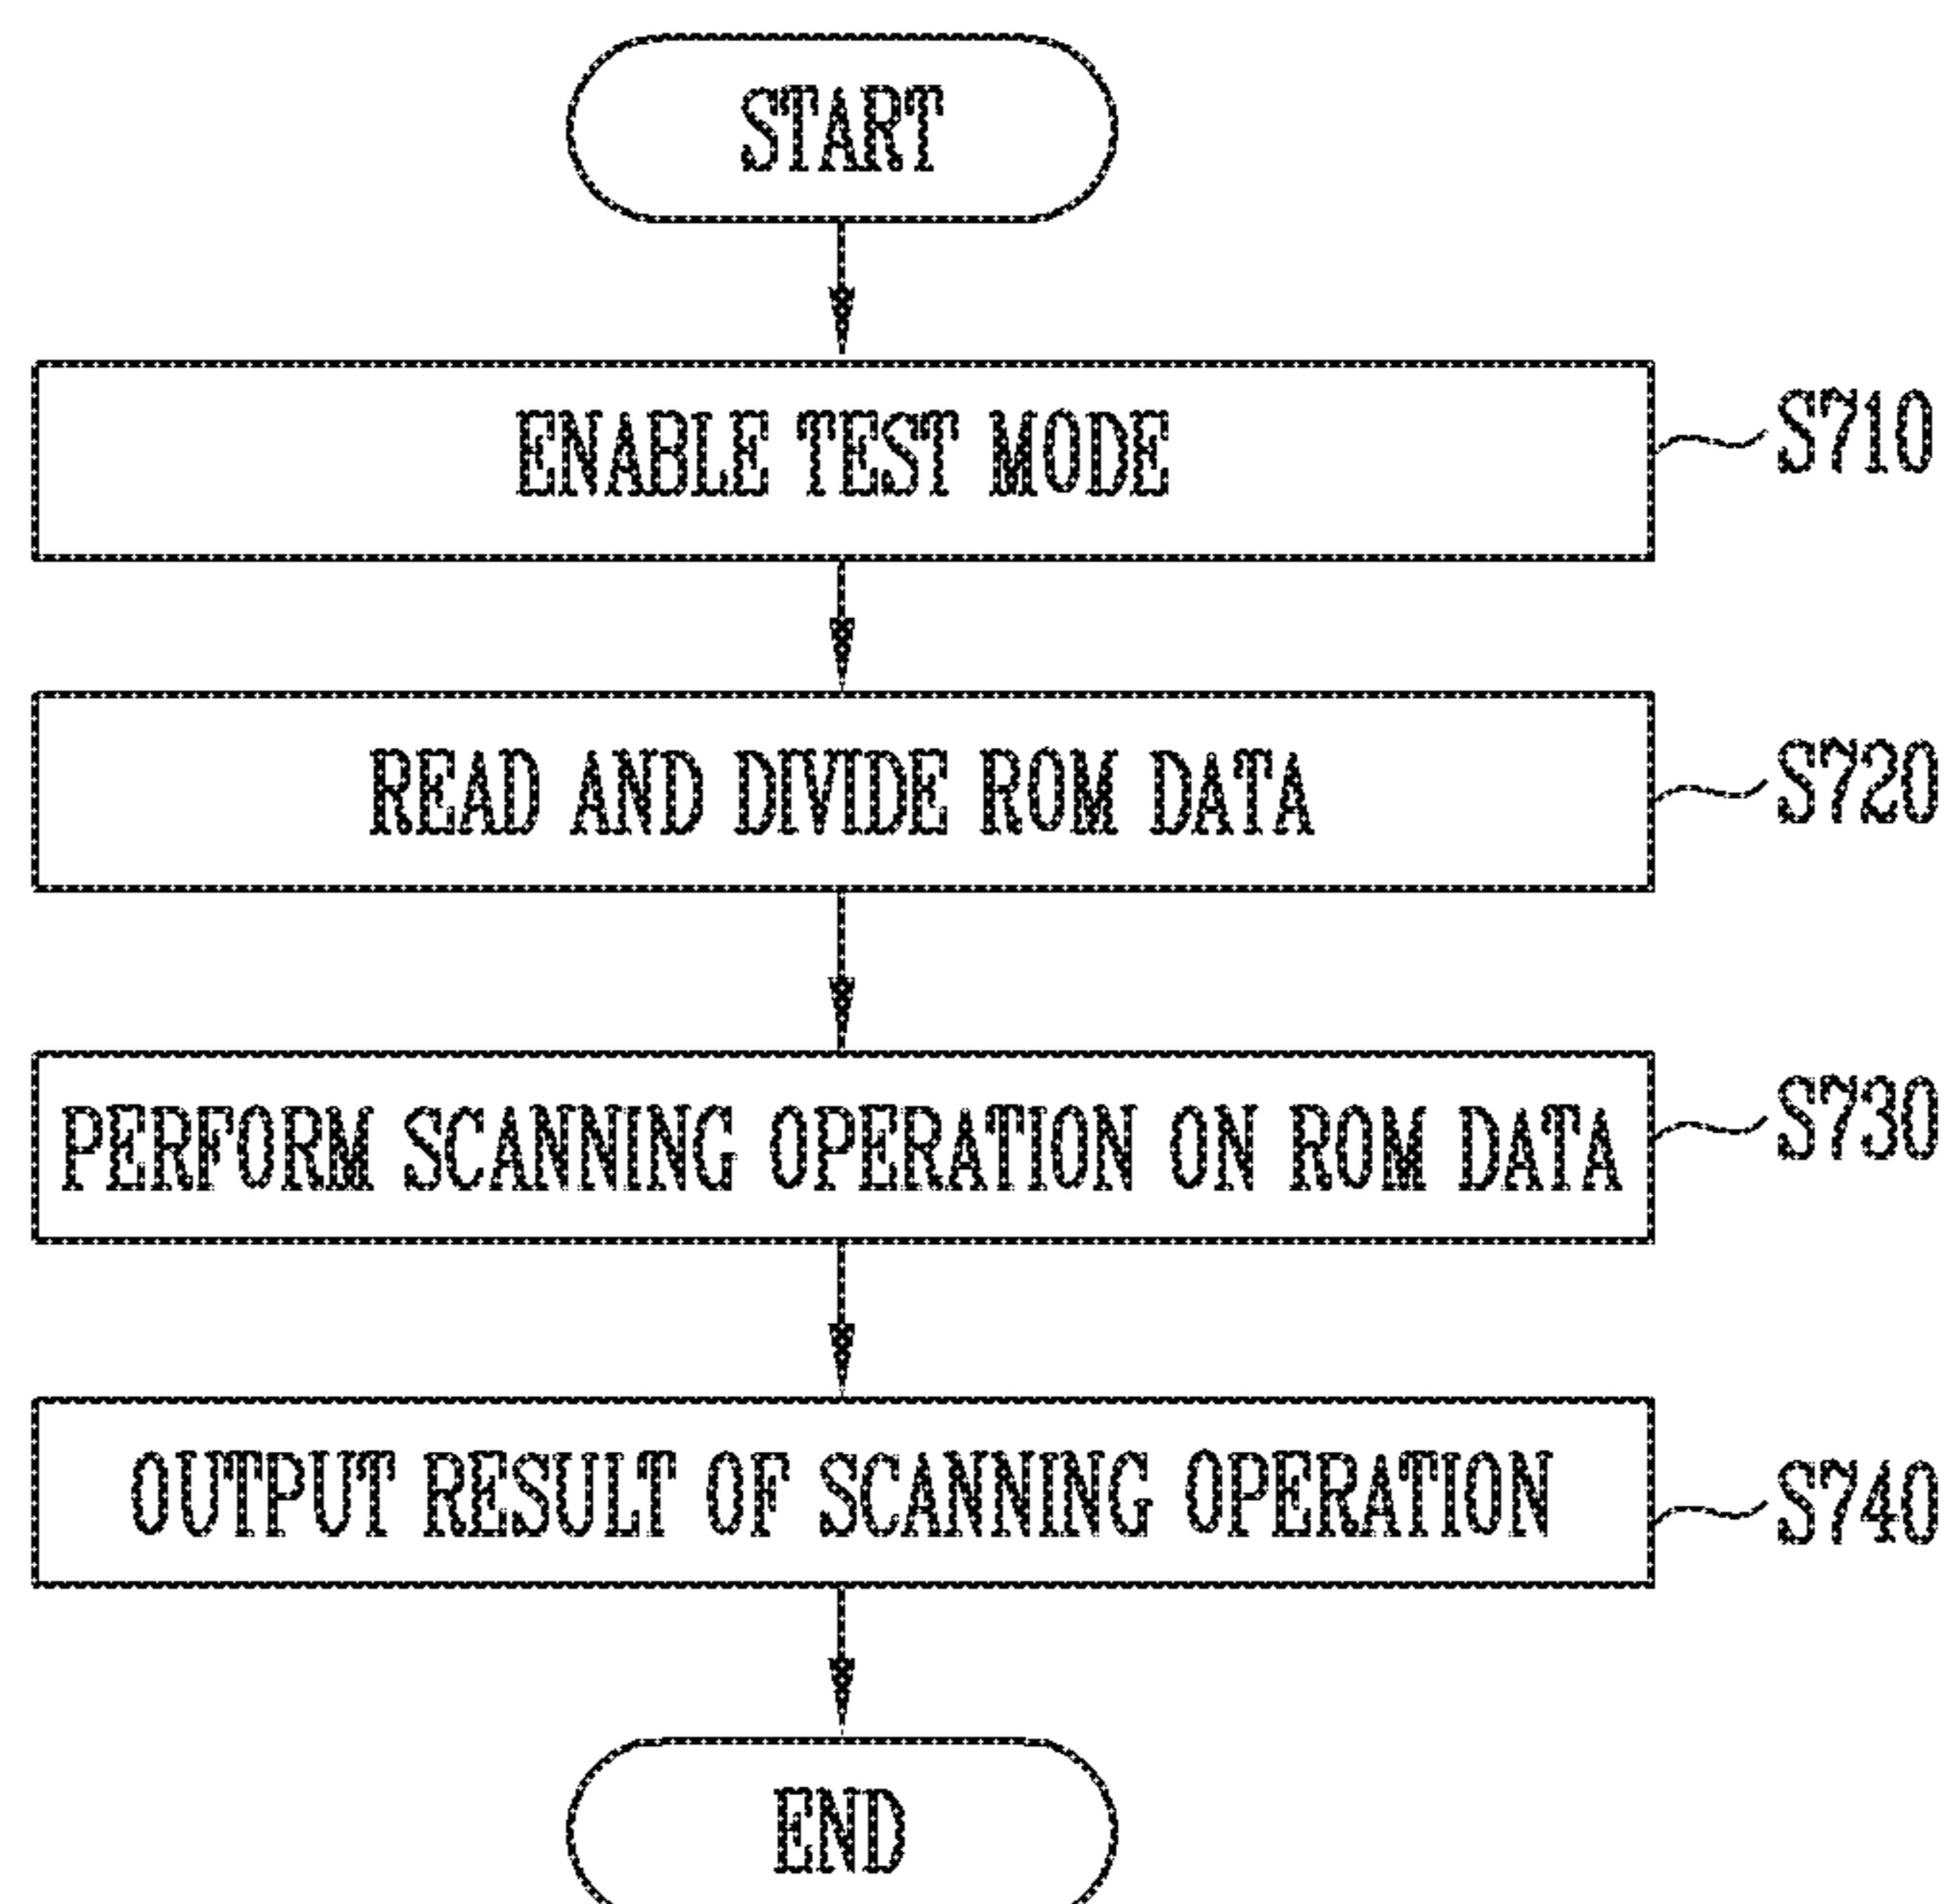 START
ENABLE TEST MODE
S710
READ AND DIVIDE ROM DATA
S720
PERFORM SCANNING OPERATION ON ROM DATA
S730
OUTPUT RESULT OF SCANNING OPERATION
S740
END